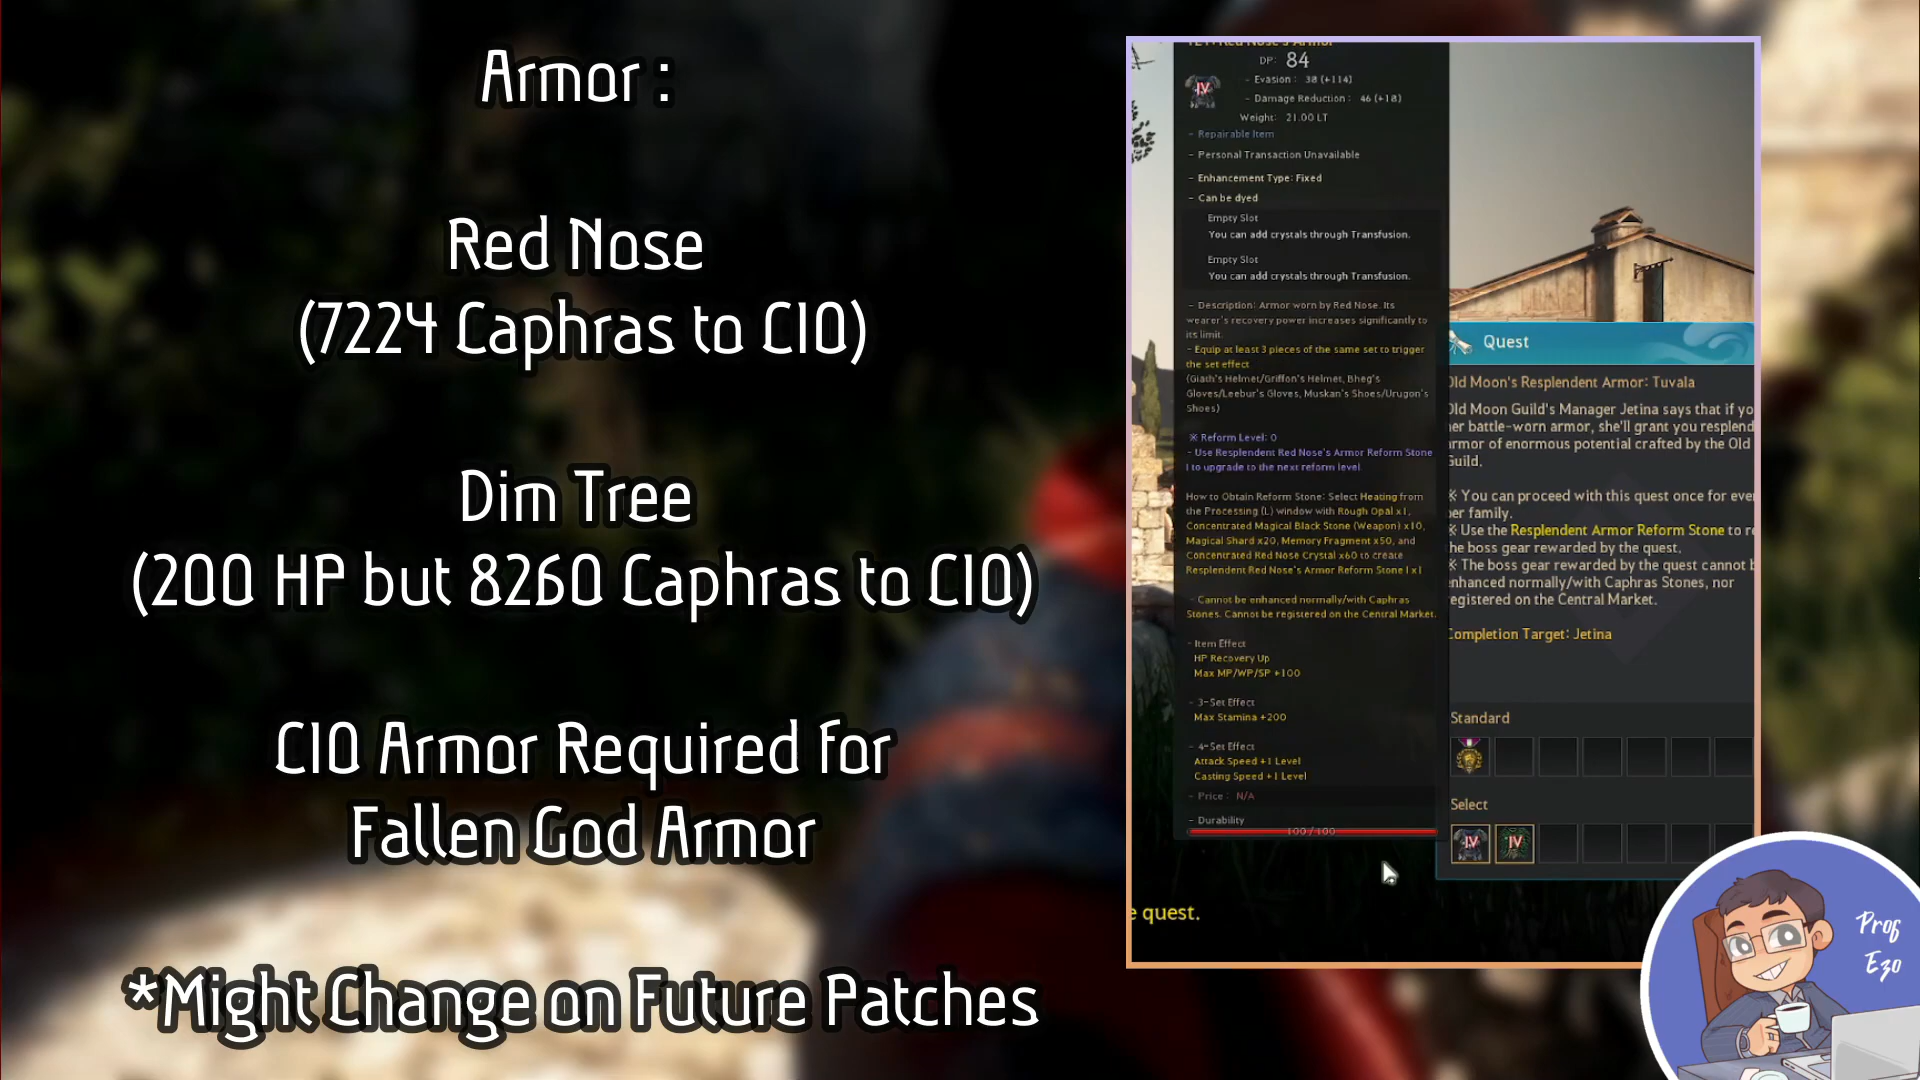 Armor :
Red Nose
(7224 Caphras to C10)
Dim Tree
(200 HP but 8260 Caphras to C10)
C10 Armor Required for
Fallen God Armor
*Might Change on Future Patches
DP: 84
- Evasion : 38 (+114)
- Damage Reduction : 46 (+18)
Weight: 21.00 LT
- Repairable Item
- Personal Transaction Unavailable
- Enhancement Type: Fixed
- Can be dyed
Empty Slot
You can add crystals through Transfusion.
Empty Slot
You can add crystals through Transfusion.
- Description: Armor worn by Red Nose. Its
wearer's recovery power increases significantly to
its limit.
- Equip at least 3 pieces of the same set to trigger
the set effect
(Giath's Helmet/Griffon's Helmet, Bheg's
Gloves/Leebur's Gloves, Muskan's Shoes/Urugon's
Shoes)
※ Reform Level: 0
- Use Resplendent Red Nose's Armor Reform Stone
I to upgrade to the next reform level
How to Obtain Reform Stone: Select Heating from
the Processing (L) window with Rough Opal x1,
Concentrated Magical Black Stone (Weapon) x10,
Magical Shard x20, Memory Fragment x50, and
Concentrated Red Nose Crystal x60 to create
Resplendent Red Nose's Armor Reform Stone I x1
- Cannot be enhanced normally/with Caphras
Stones. Cannot be registered on the Central Market.
- Item Effect
HP Recovery Up
Max MP/WP/SP +100
- 3-Set Effect
Max Stamina +200
- 4-Set Effect
Attack Speed +1 Level
Casting Speed +1 Level
- Price : N/A
- Durability
100 / 100
e quest.
Quest
Old Moon's Resplendent Armor: Tuvala
Old Moon Guild's Manager Jetina says that if yo
her battle-worn armor, she'll grant you resplend
armor of enormous potential crafted by the Old
Guild.
※ You can proceed with this quest once for eve
per family.
※ Use the Resplendent Armor Reform Stone to re
the boss gear rewarded by the quest.
※ The boss gear rewarded by the quest cannot b
enhanced normally/with Caphras Stones, nor
registered on the Central Market.
Completion Target: Jetina
Standard
Select
IV
IV
IV
Prof
Ezo